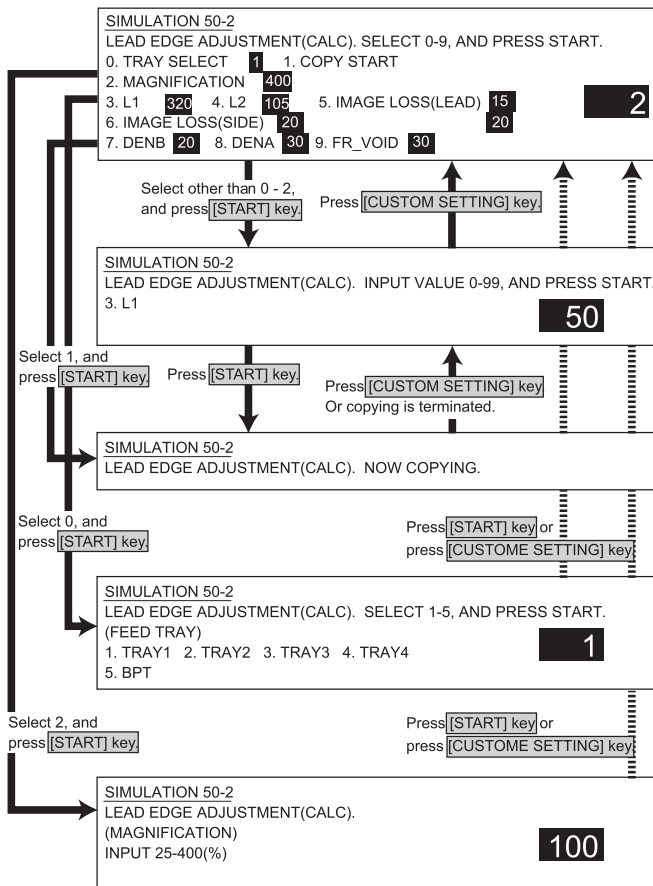 SIMULATION 50-2
LEAD EDGE ADJUSTMENT(CALC). SELECT 0-9, AND PRESS START.
0. TRAY SELECT 1 1. COPY START
2. MAGNIFICATION 400
3. L1 320 4. L2 105 5. IMAGE LOSS(LEAD) 15
2
6. IMAGE LOSS(SIDE) 20 20
7. DENB 20 8. DENA 30 9. FR_VOID 30
Select other than 0 - 2,
and press [START] key.
Press [CUSTOM SETTING] key.
SIMULATION 50-2
LEAD EDGE ADJUSTMENT(CALC). INPUT VALUE 0-99, AND PRESS START.
3. L1
50
Select 1, and
press [START] key.
Press [START] key.
Press [CUSTOM SETTING] key
Or copying is terminated.
SIMULATION 50-2
LEAD EDGE ADJUSTMENT(CALC). NOW COPYING.
Select 0, and
press [START] key.
Press [START] key or
press [CUSTOME SETTING] key
SIMULATION 50-2
LEAD EDGE ADJUSTMENT(CALC). SELECT 1-5, AND PRESS START.
(FEED TRAY)
1. TRAY1 2. TRAY2 3. TRAY3 4. TRAY4
5. BPT
1
Select 2, and
press [START] key.
Press [START] key or
press [CUSTOME SETTING] key
SIMULATION 50-2
LEAD EDGE ADJUSTMENT(CALC).
(MAGNIFICATION)
INPUT 25-400(%)
100